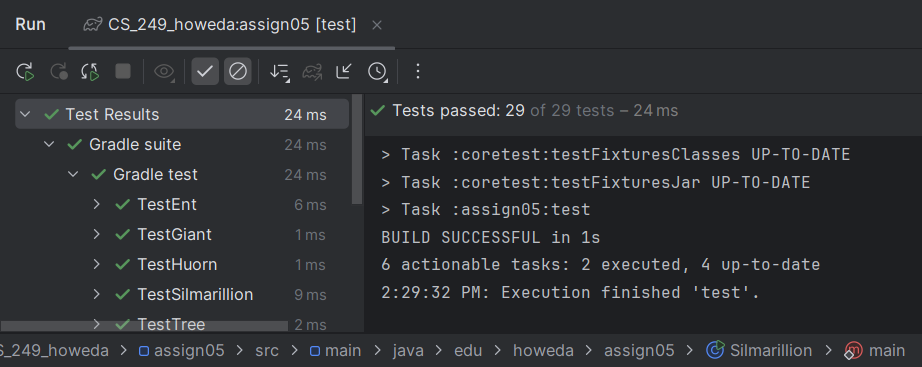 Run CS_249_howeda:assign05 [test]
Test Results 24 ms
Gradle suite 24 ms
Gradle test 24 ms
TestEnt 6 ms
TestGiant 1 ms
TestHuorn 1 ms
TestSilmarillion 9 ms
TestTree 2 ms
Tests passed: 29 of 29 tests – 24 ms
> Task :coretest:testFixturesClasses UP-TO-DATE
> Task :coretest:testFixturesJar UP-TO-DATE
> Task :assign05:test
BUILD SUCCESSFUL in 1s
6 actionable tasks: 2 executed, 4 up-to-date
2:29:32 PM: Execution finished 'test'.
S_249_howeda > assign05 > src > main > java > edu > howeda > assign05 > Silmarillion > main